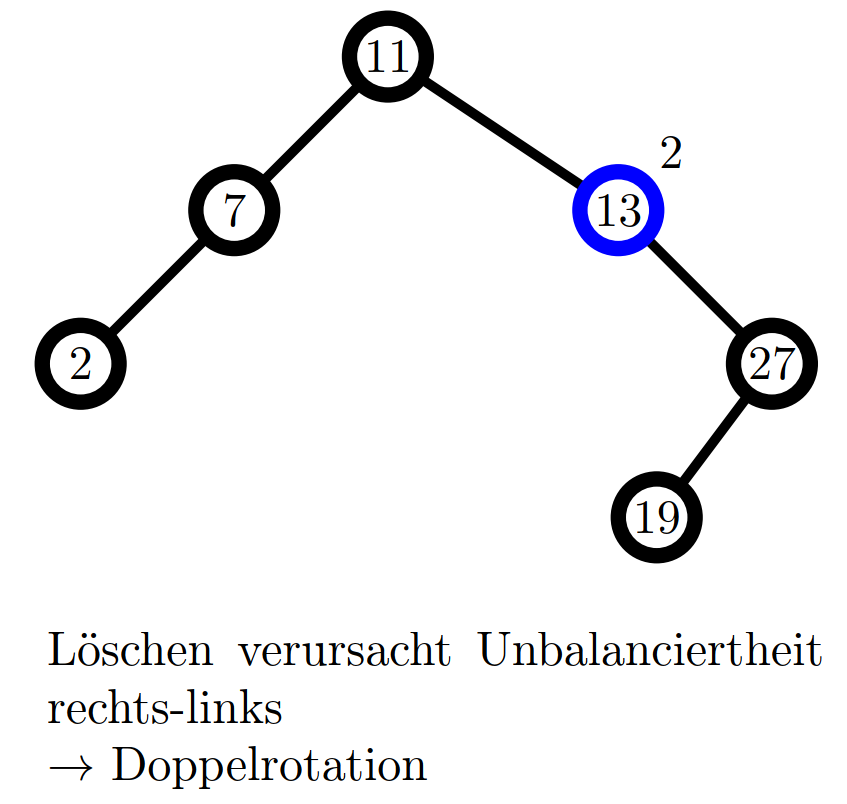 11
2
7
13
2
27
19
Löschen verursacht Unbalanciertheit
rechts-links
→ Doppelrotation